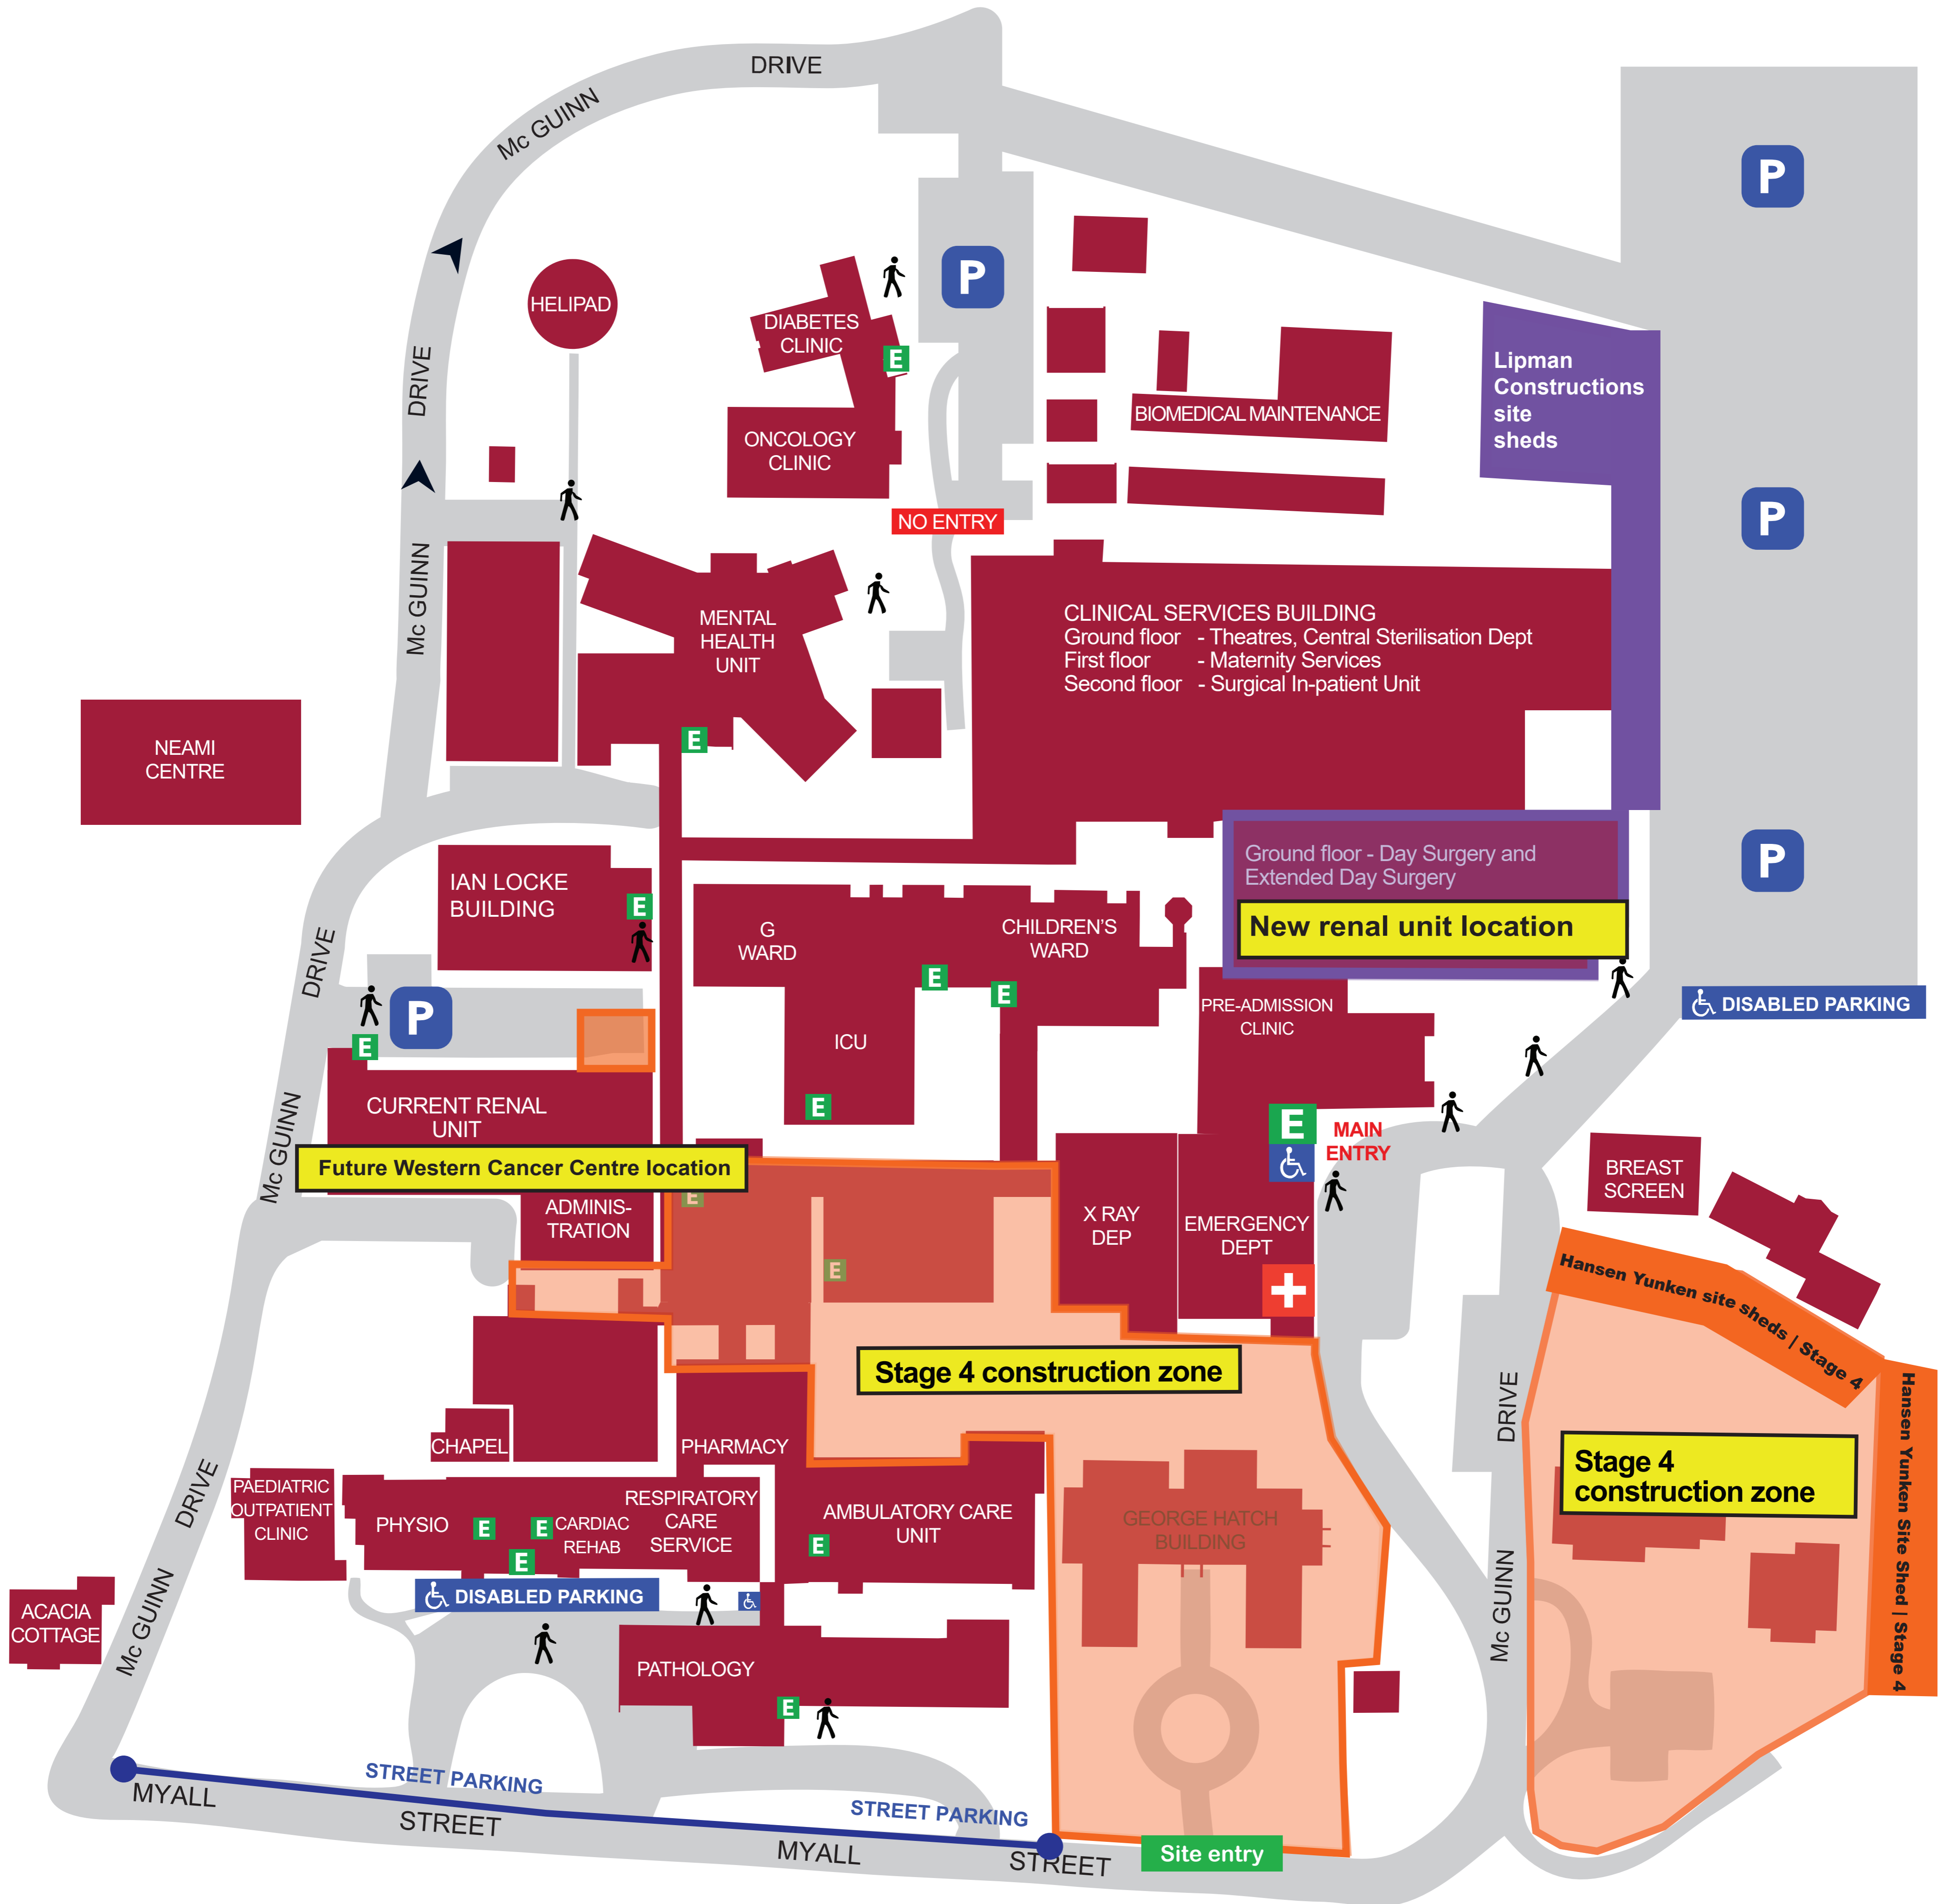 DRIVE
Mc GUINN
P
HELIPAD
P
DIABETES
CLINIC
E
DRIVE
Lipman
Constructions
site
sheds
BIOMEDICAL MAINTENANCE
ONCOLOGY
CLINIC
NO ENTRY
P
Mc GUINN
MENTAL
HEALTH
UNIT
CLINICAL SERVICES BUILDING
Ground floor - Theatres, Central Sterilisation Dept
First floor - Maternity Services
Second floor - Surgical In-patient Unit
E
NEAMI
CENTRE
Ground floor - Day Surgery and
Extended Day Surgery
P
IAN LOCKE
BUILDING
E
New renal unit location
G
WARD
CHILDREN'S
WARD
DRIVE
E
E
P
PRE-ADMISSION
CLINIC
DISABLED PARKING
E
ICU
E
CURRENT RENAL
UNIT
E
MAIN
ENTRY
Mc GUINN
Future Western Cancer Centre location
BREAST
SCREEN
E
ADMINIS-
TRATION
X RAY
DEP
EMERGENCY
DEPT
E
Hansen Yunken site sheds | Stage 4
Stage 4 construction zone
DRIVE
Hansen Yunken Site Shed | Stage 4
CHAPEL
PHARMACY
Stage 4
construction zone
DRIVE
PAEDIATRIC
OUTPATIENT
CLINIC
PHYSIO
E
E
CARDIAC
REHAB
E
RESPIRATORY
CARE
SERVICE
AMBULATORY CARE
UNIT
E
GEORGE HATCH
BUILDING
DISABLED PARKING
Mc GUINN
Mc GUINN
ACACIA
COTTAGE
PATHOLOGY
E
STREET PARKING
MYALL
STREET
STREET PARKING
MYALL
STREET
Site entry